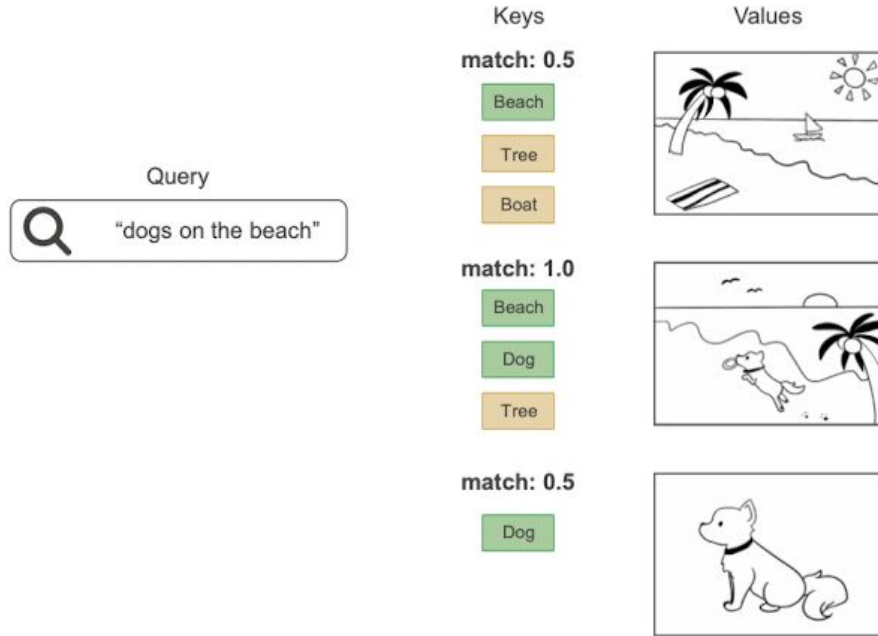 Keys
Values
match: 0.5
Beach
Tree
Boat
Query
“dogs on the beach”
match: 1.0
Beach
Dog
Tree
match: 0.5
Dog